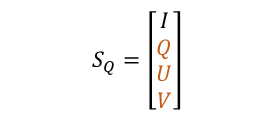 S_Q = [I
Q
U
V]